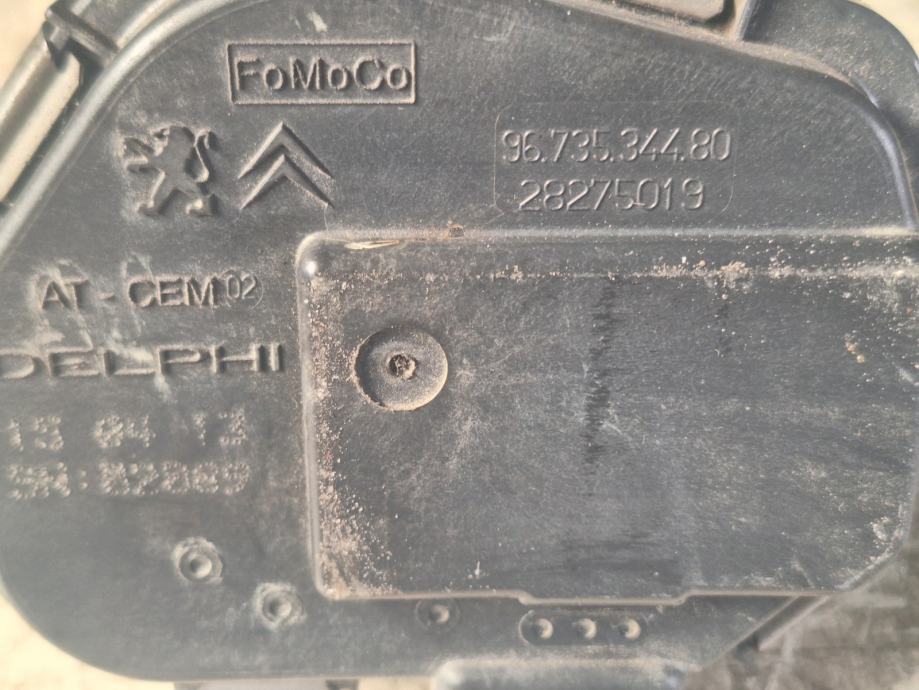 FoMoCo
96.735.344.80
28275019
AT-CEM 02
DELPHI